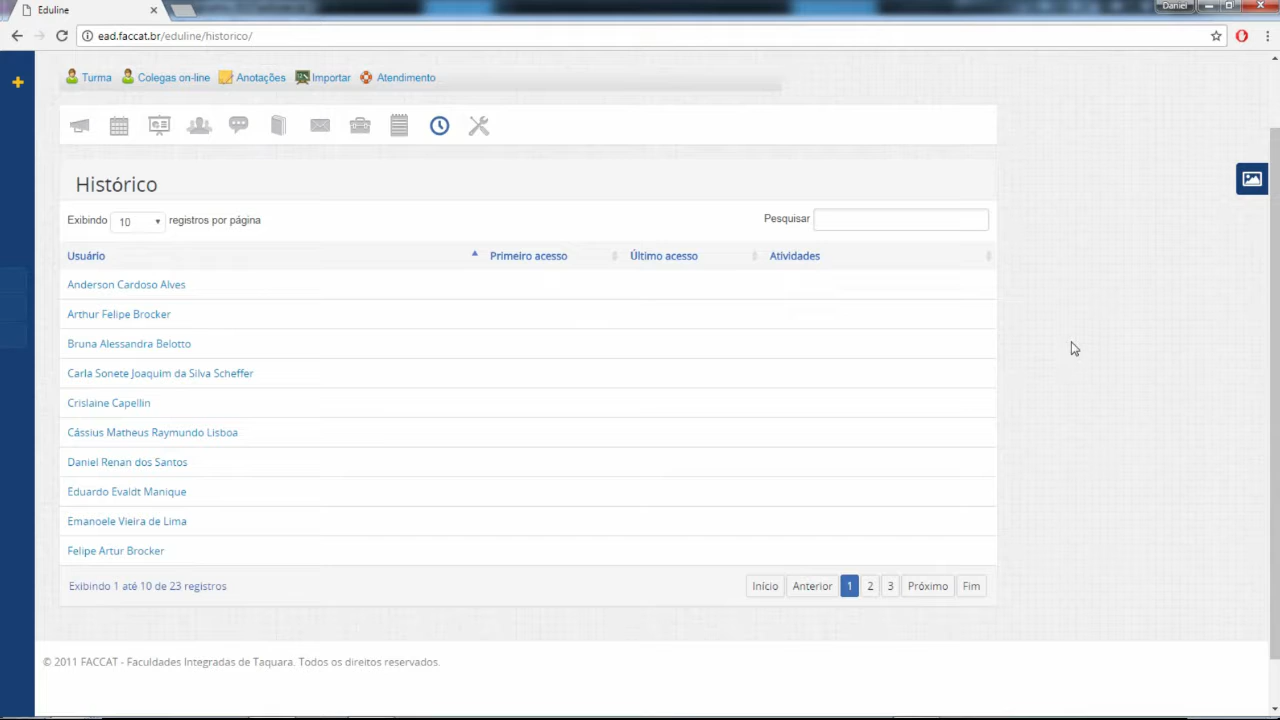 Eduline
Daniel
ead.faccat.br/eduline/historico/
Turma Colegas on-line Anotações Importar Atendimento
Histórico
Exibindo 10 registros por página Pesquisar
Usuário Primeiro acesso Último acesso Atividades
Anderson Cardoso Alves
Arthur Felipe Brocker
Bruna Alessandra Belotto
Carla Sonete Joaquim da Silva Scheffer
Crislaine Capellin
Cássius Matheus Raymundo Lisboa
Daniel Renan dos Santos
Eduardo Evaldt Manique
Emanoele Vieira de Lima
Felipe Artur Brocker
Exibindo 1 até 10 de 23 registros Início Anterior 1 2 3 Próximo Fim
© 2011 FACCAT - Faculdades Integradas de Taquara. Todos os direitos reservados.